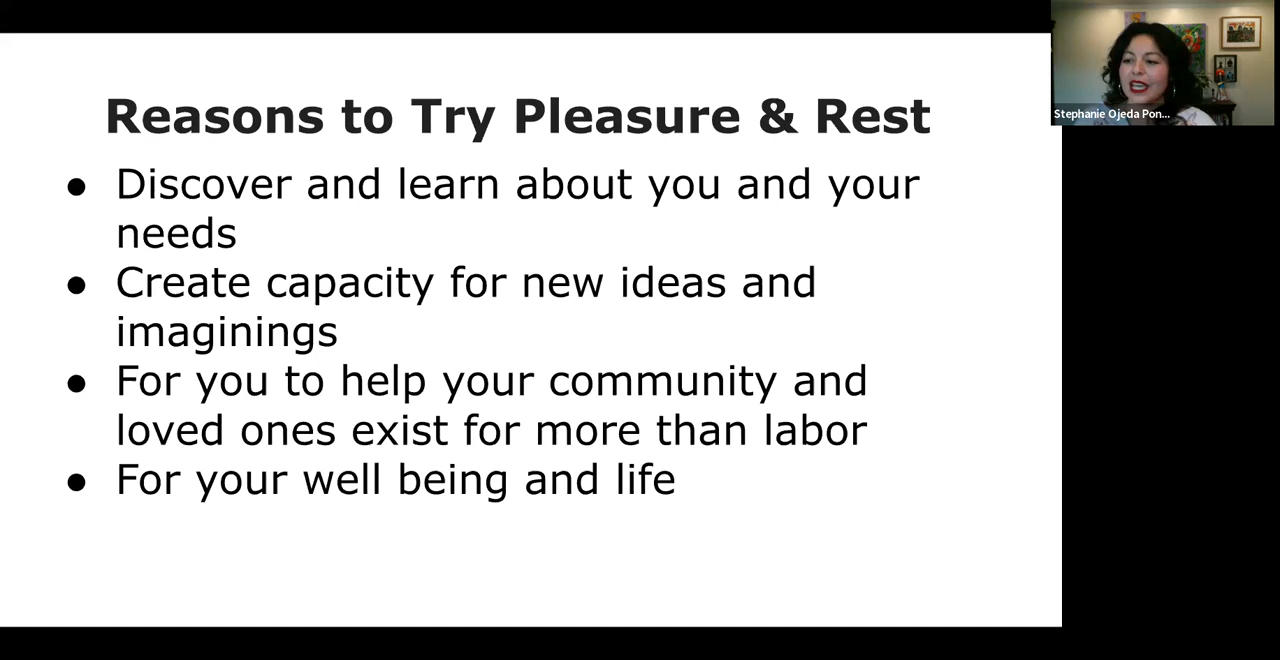 Reasons to Try Pleasure & Rest
● Discover and learn about you and your
needs
● Create capacity for new ideas and
imaginings
● For you to help your community and
loved ones exist for more than labor
● For your well being and life
Stephanie Ojeda Pon...